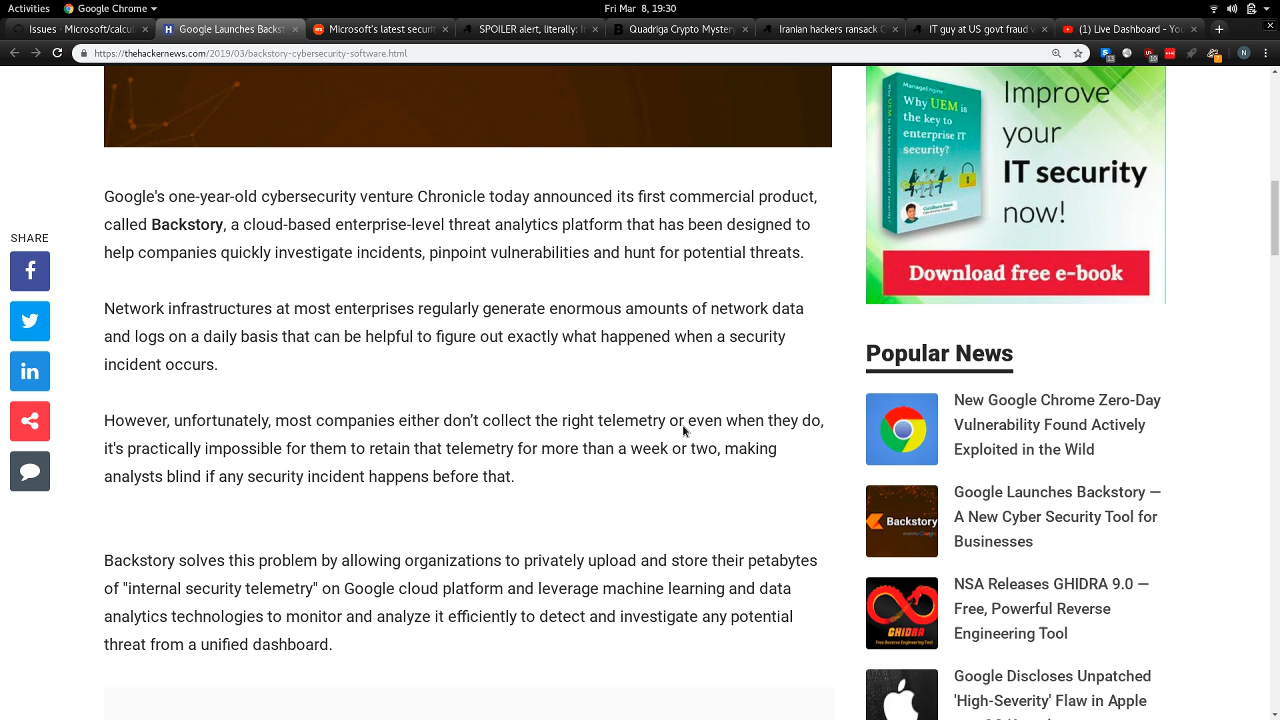 Activities
Google Chrome
Fri Mar 8, 19:30
Issues · Microsoft/calcu
Google Launches Backst
Microsoft's latest securit
SPOILER alert, literally: I
Quadriga Crypto Mystery
Iranian hackers ransack C
IT guy at US govt fraud
(1) Live Dashboard - You
https://thehackernews.com/2019/03/backstory-cybersecurity-software.html
SHARE
Google's one-year-old cybersecurity venture Chronicle today announced its first commercial product,
called Backstory, a cloud-based enterprise-level threat analytics platform that has been designed to
help companies quickly investigate incidents, pinpoint vulnerabilities and hunt for potential threats.
Network infrastructures at most enterprises regularly generate enormous amounts of network data
and logs on a daily basis that can be helpful to figure out exactly what happened when a security
incident occurs.
However, unfortunately, most companies either don’t collect the right telemetry or even when they do,
it's practically impossible for them to retain that telemetry for more than a week or two, making
analysts blind if any security incident happens before that.
Backstory solves this problem by allowing organizations to privately upload and store their petabytes
of "internal security telemetry" on Google cloud platform and leverage machine learning and data
analytics technologies to monitor and analyze it efficiently to detect and investigate any potential
threat from a unified dashboard.
ManageEngine
Why UEM is
the key to
enterprise IT
security?
Improve
your
IT security
now!
Download free e-book
Popular News
New Google Chrome Zero-Day
Vulnerability Found Actively
Exploited in the Wild
Backstory
Google Launches Backstory —
A New Cyber Security Tool for
Businesses
GHIDRA
Free Reverse Engineering Tool
NSA Releases GHIDRA 9.0 —
Free, Powerful Reverse
Engineering Tool
Google Discloses Unpatched
'High-Severity' Flaw in Apple